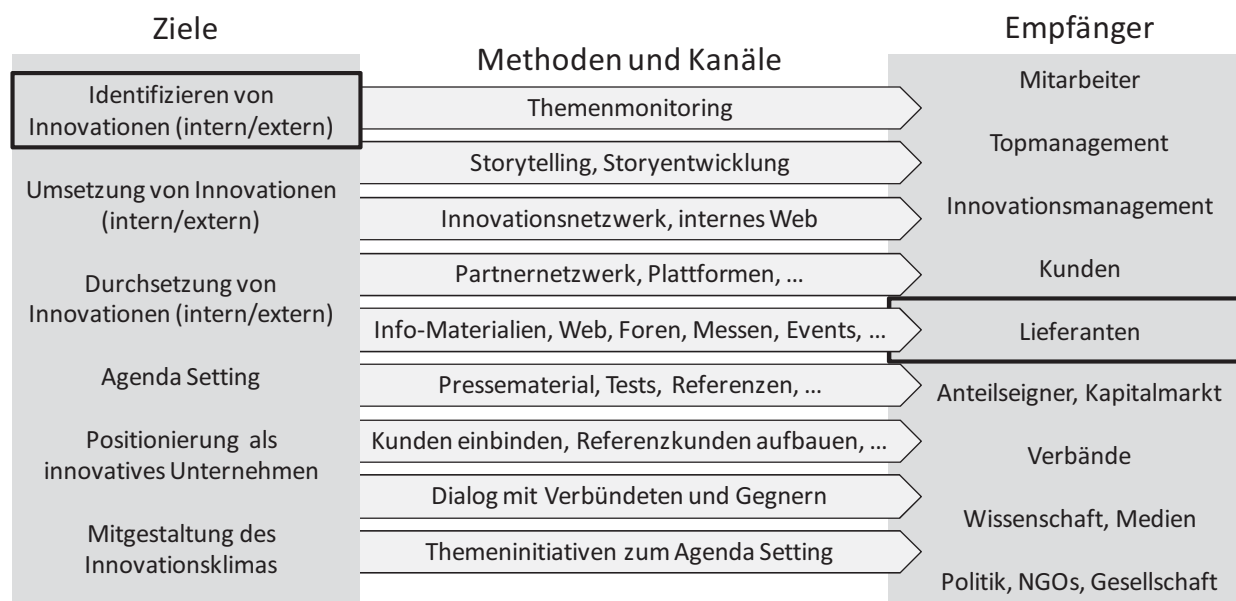 Ziele
Identifizieren von
Innovationen (intern/extern)
Umsetzung von Innovationen
(intern/extern)
Durchsetzung von
Innovationen (intern/extern)
Agenda Setting
Positionierung als
innovatives Unternehmen
Mitgestaltung des
Innovationsklimas
Methoden und Kanäle
Themenmonitoring
Storytelling, Storyentwicklung
Innovationsnetzwerk, internes Web
Partnernetzwerk, Plattformen, ...
Info-Materialien, Web, Foren, Messen, Events, ...
Pressematerial, Tests, Referenzen, ...
Kunden einbinden, Referenzkunden aufbauen, ...
Dialog mit Verbündeten und Gegnern
Themeninitiativen zum Agenda Setting
Empfänger
Mitarbeiter
Topmanagement
Innovationsmanagement
Kunden
Lieferanten
Anteilseigner, Kapitalmarkt
Verbände
Wissenschaft, Medien
Politik, NGOs, Gesellschaft